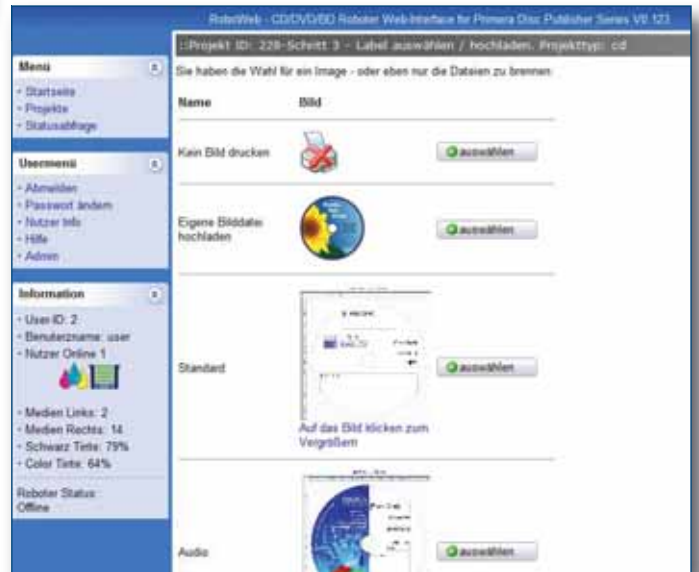 RoboWeb - CD/DVD/BD Roboter Web-Interface for Primera Disc Publisher Series V0.123
::Projekt ID: 228-Schritt 3 - Label auswählen / hochladen. Projekttyp: cd
Menü
Startseite
Projekte
Statusabfrage
Usermenü
Abmelden
Passwort ändern
Nutzer Info
Hilfe
Admin
Information
User-ID: 2
Benutzername: user
Nutzer Online 1
Medien Links: 2
Medien Rechts: 14
Schwarz Tinte: 79%
Color Tinte: 64%
Roboter Status:
Offline
Sie haben die Wahl für ein Image - oder eben nur die Dateien zu brennen:
Name Bild
Kein Bild drucken auswählen
Eigene Bilddatei
hochladen auswählen
Standard auswählen
Auf das Bild klicken zum
Vergrößern
Audio auswählen